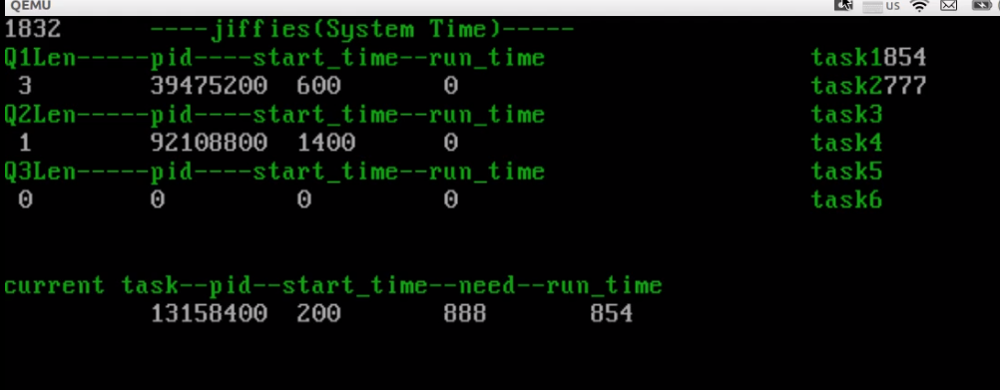 QEMU US
1832 ----jiffies(System Time)-----
Q1Len-----pid----start_time--run_time task1854
3 39475200 600 0 task2777
Q2Len-----pid----start_time--run_time task3
1 92108800 1400 0 task4
Q3Len-----pid----start_time--run_time task5
0 0 0 0 task6
current task--pid--start_time--need--run_time
13158400 200 888 854